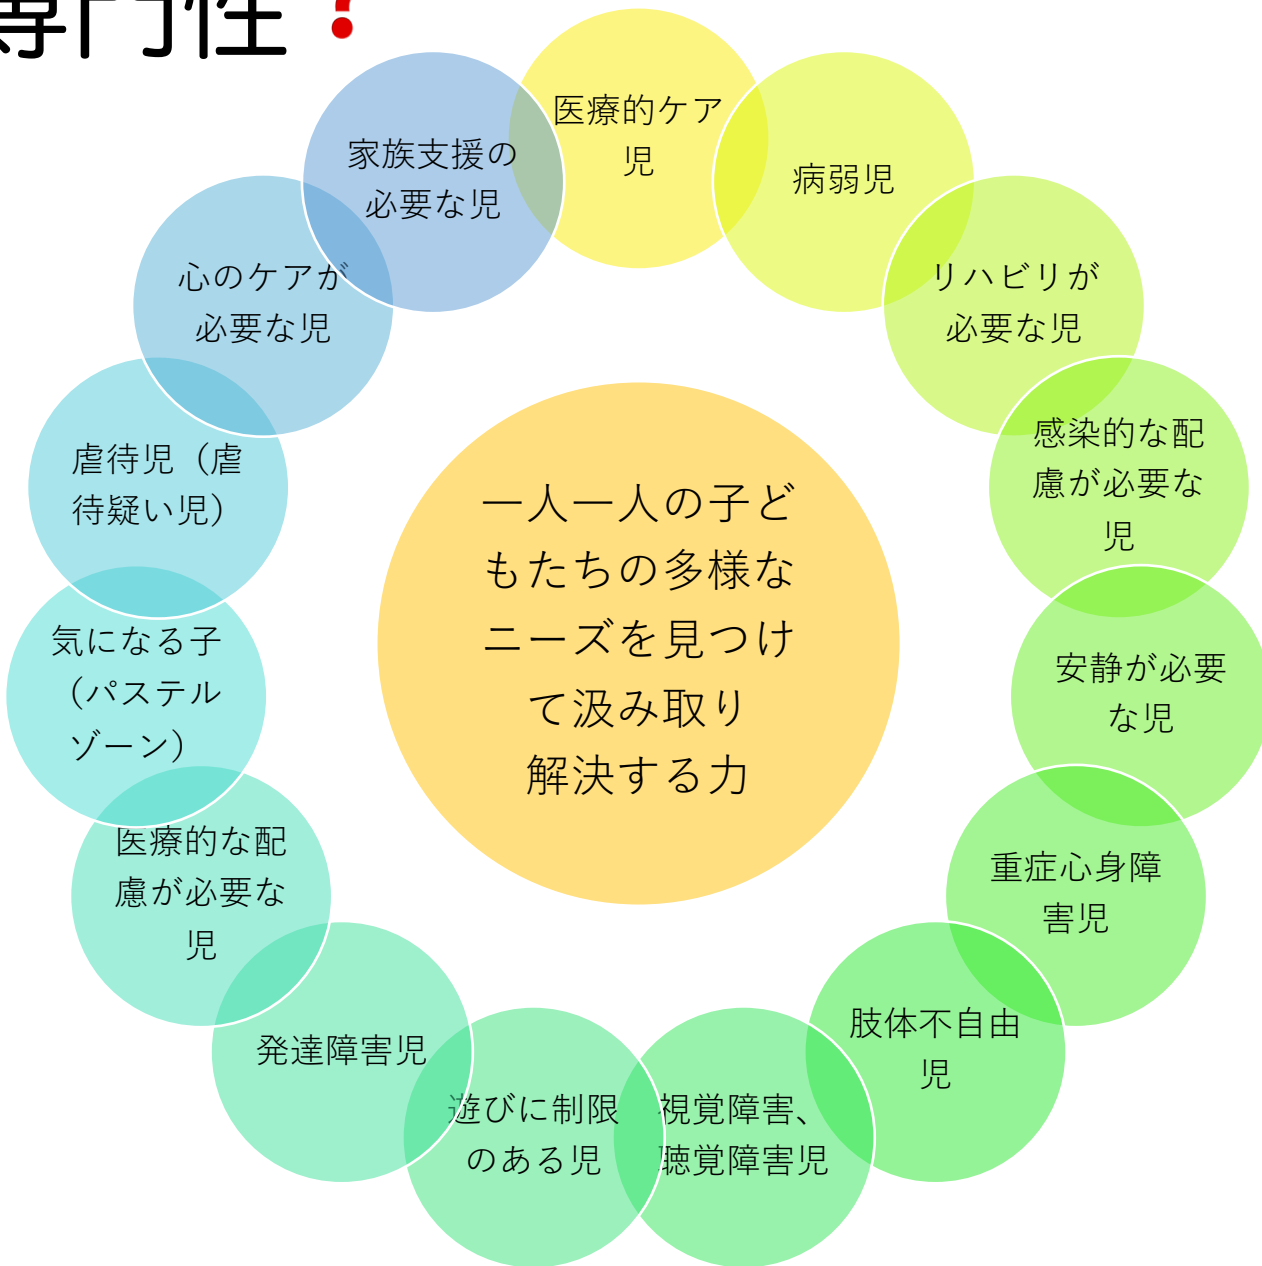 専門性？
医療的ケア
児
病弱児
リハビリが
必要な児
感染的な配
慮が必要な
児
安静が必要
な児
重症心身障
害児
肢体不自由
児
視覚障害、
聴覚障害児
遊びに制限
のある児
発達障害児
医療的な配
慮が必要な
児
気になる子
（パステル
ゾーン）
虐待児（虐
待疑い児）
心のケアが
必要な児
家族支援の
必要な児
一人一人の子ど
もたちの多様な
ニーズを見つけ
て汲み取り
解決する力